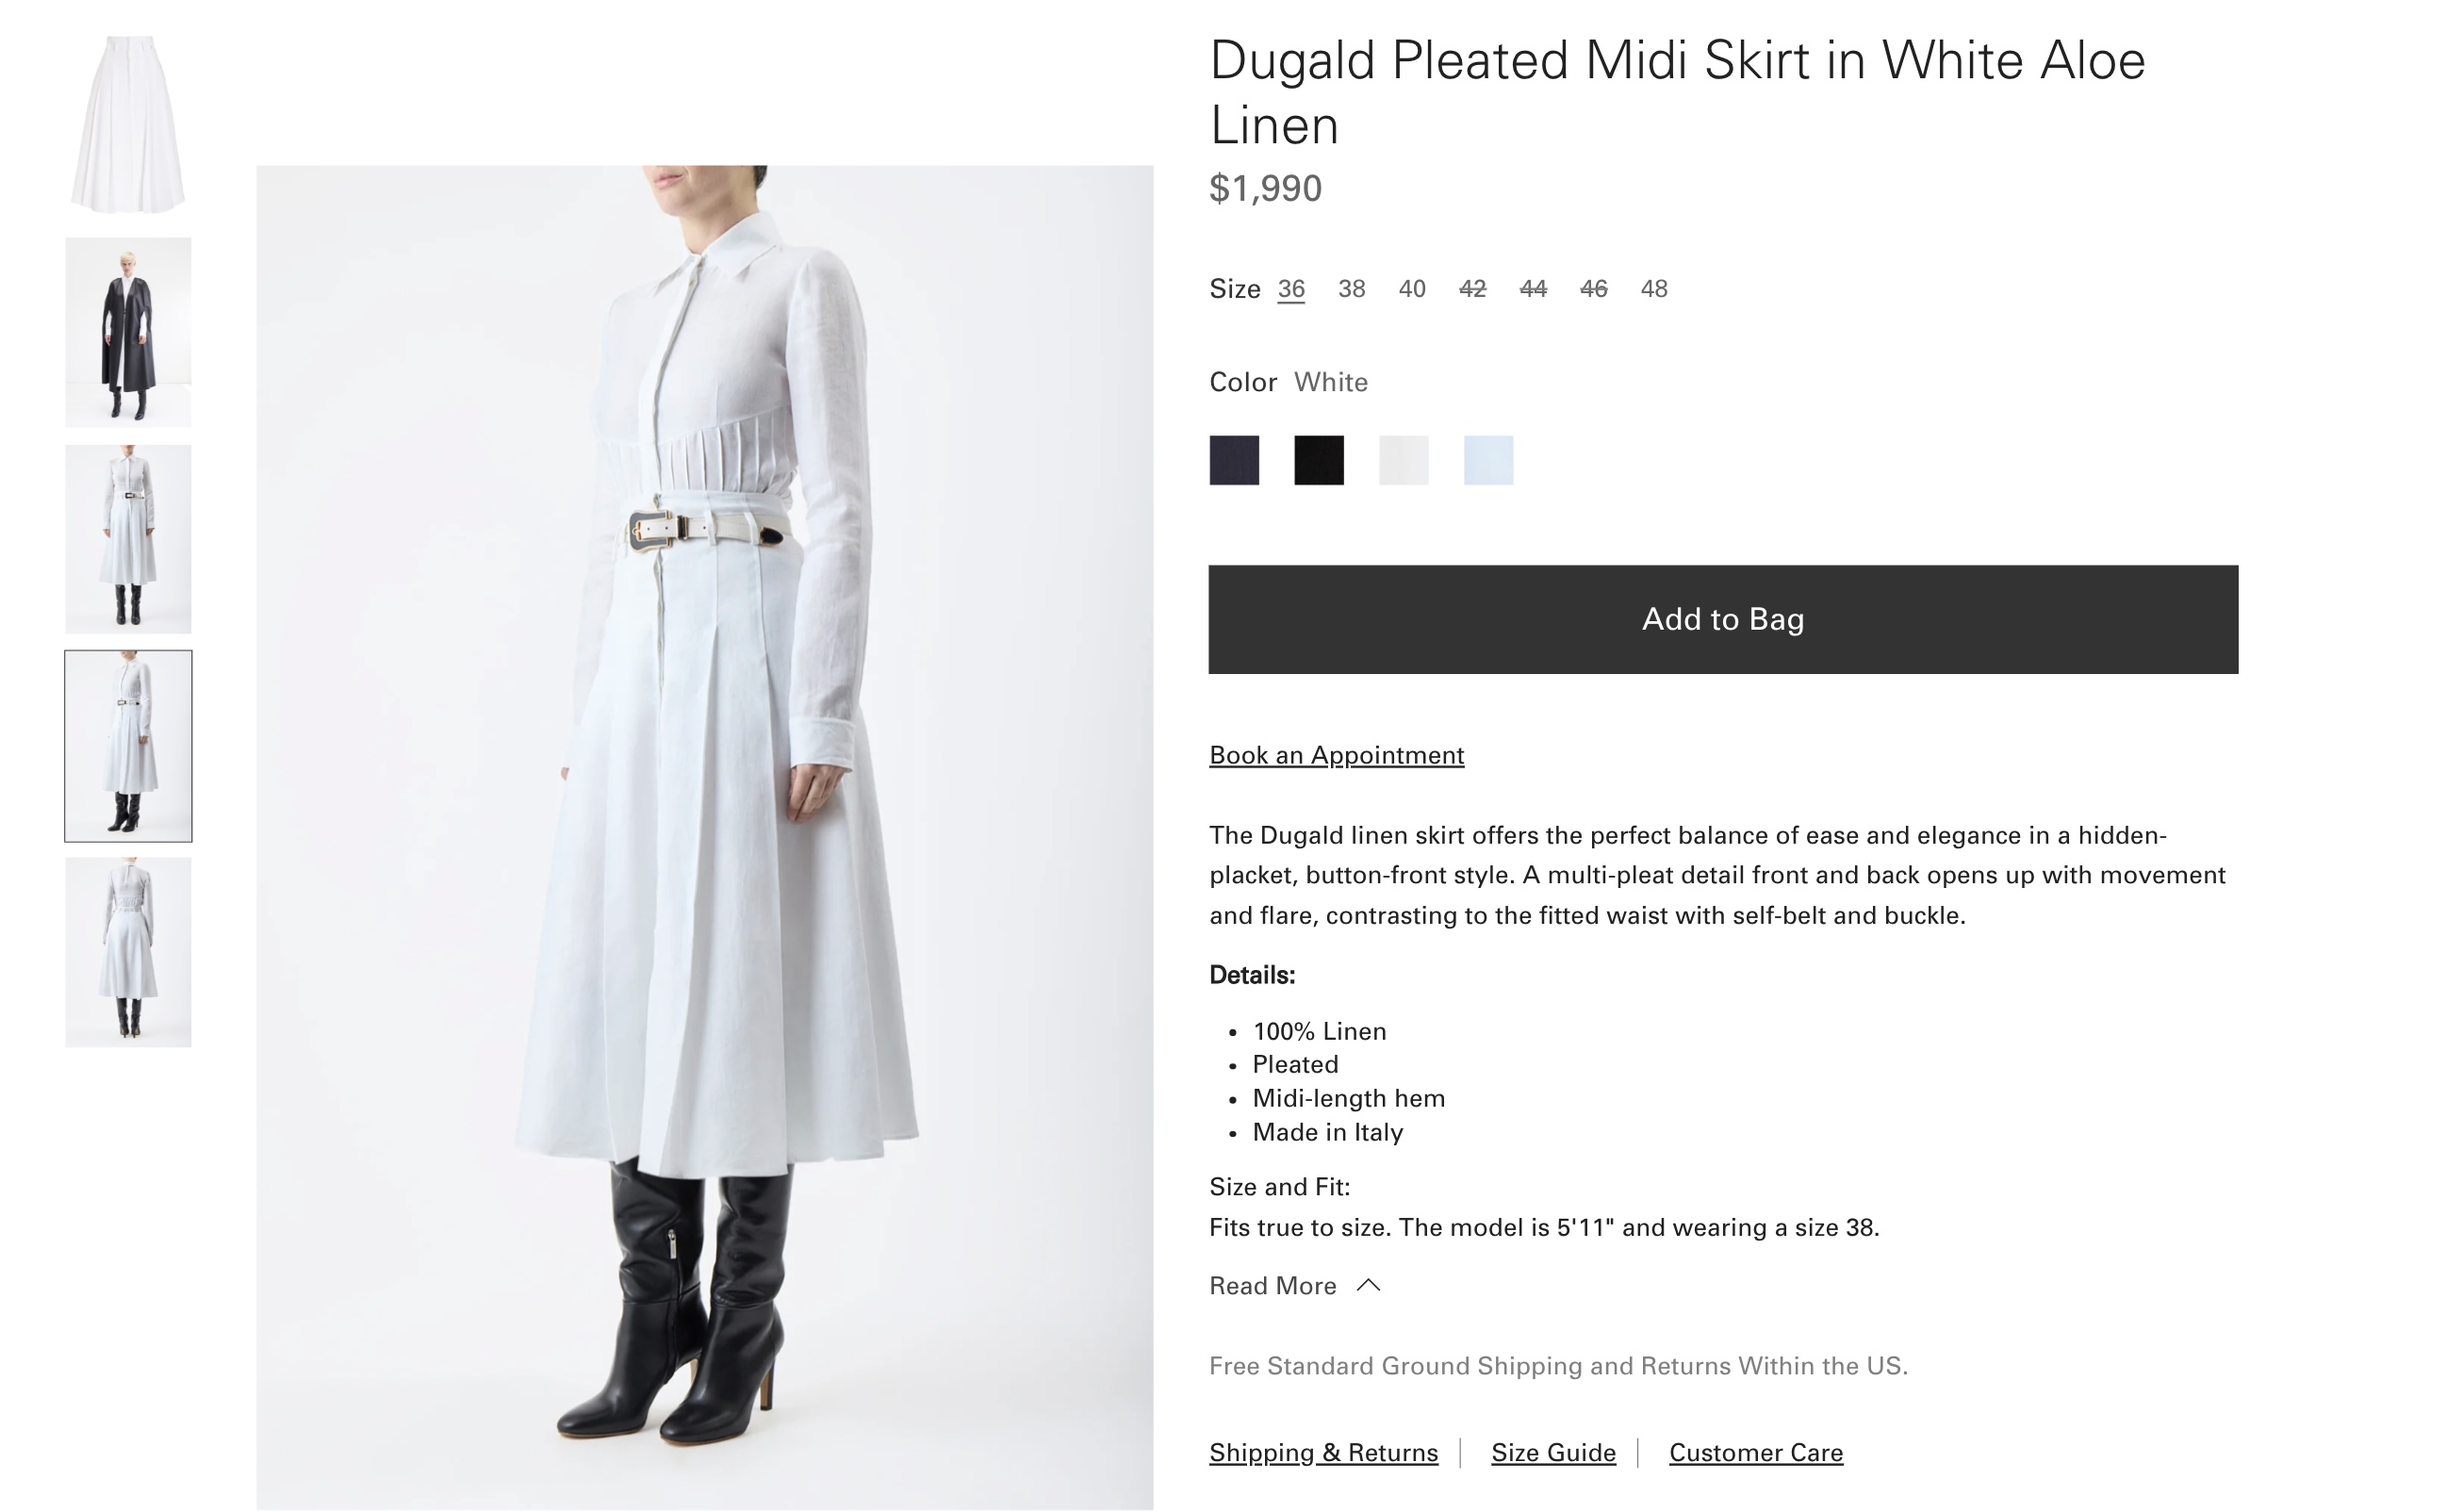 Dugald Pleated Midi Skirt in White Aloe
Linen
$1,990
Size 36 38 40 42 44 46 48
Color White
Add to Bag
Book an Appointment
The Dugald linen skirt offers the perfect balance of ease and elegance in a hidden-
placket, button-front style. A multi-pleat detail front and back opens up with movement
and flare, contrasting to the fitted waist with self-belt and buckle.
Details:
• 100% Linen
• Pleated
• Midi-length hem
• Made in Italy
Size and Fit:
Fits true to size. The model is 5'11" and wearing a size 38.
Read More
Free Standard Ground Shipping and Returns Within the US.
Shipping & Returns | Size Guide | Customer Care